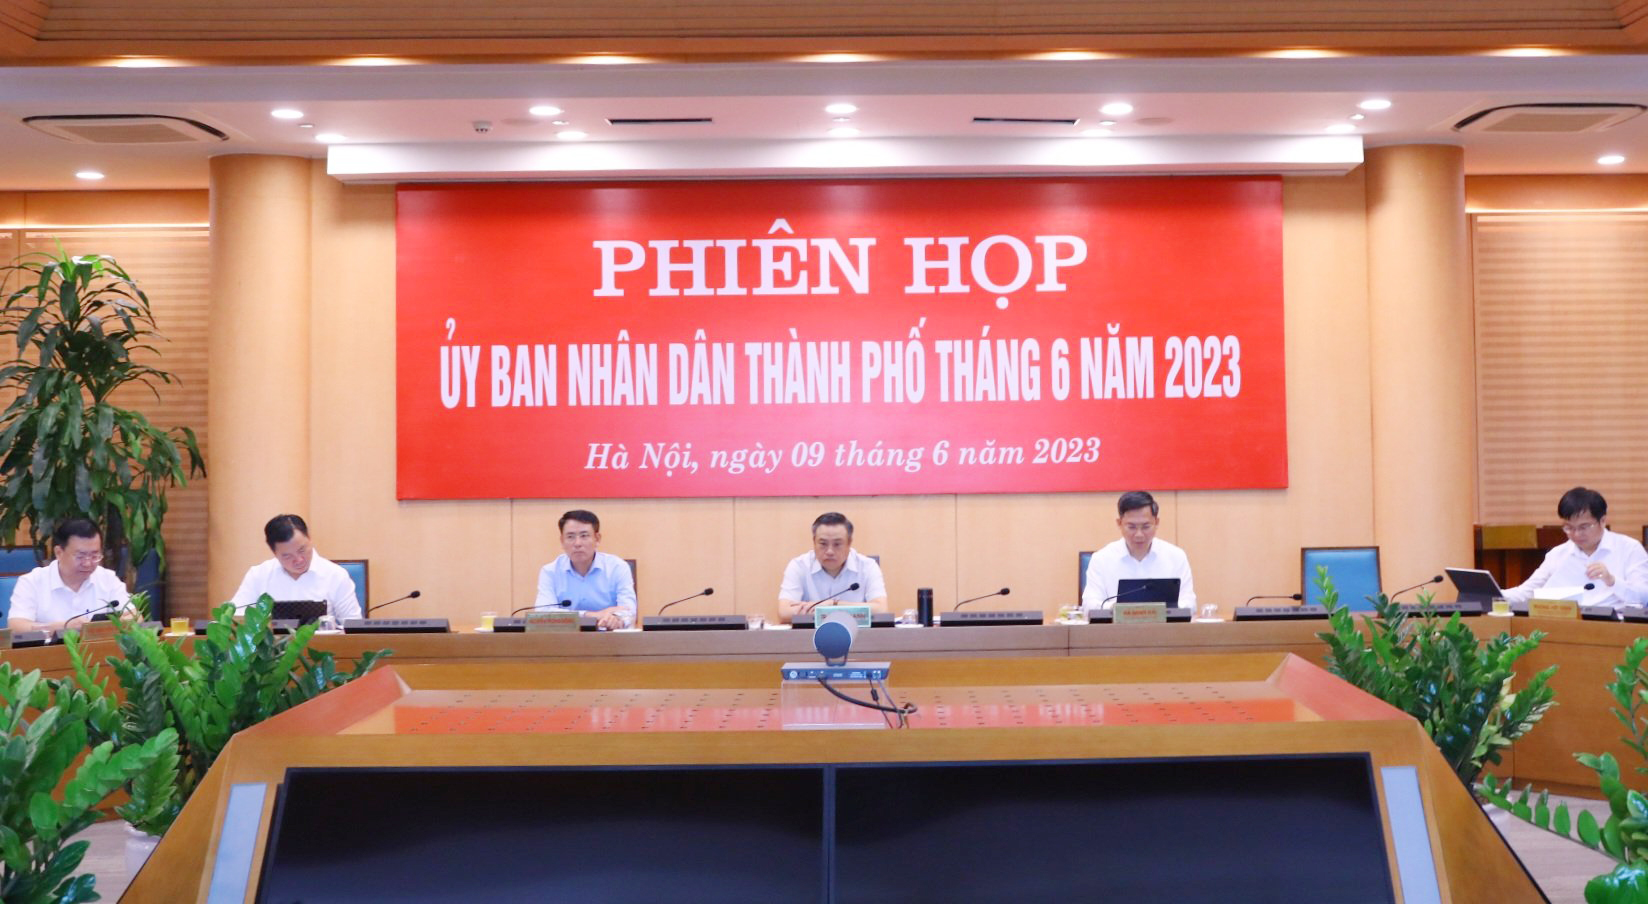 PHIÊN HỌP
ỦY BAN NHÂN DÂN THÀNH PHỐ THÁNG 6 NĂM 2023
Hà Nội, ngày 09 tháng 6 năm 2023